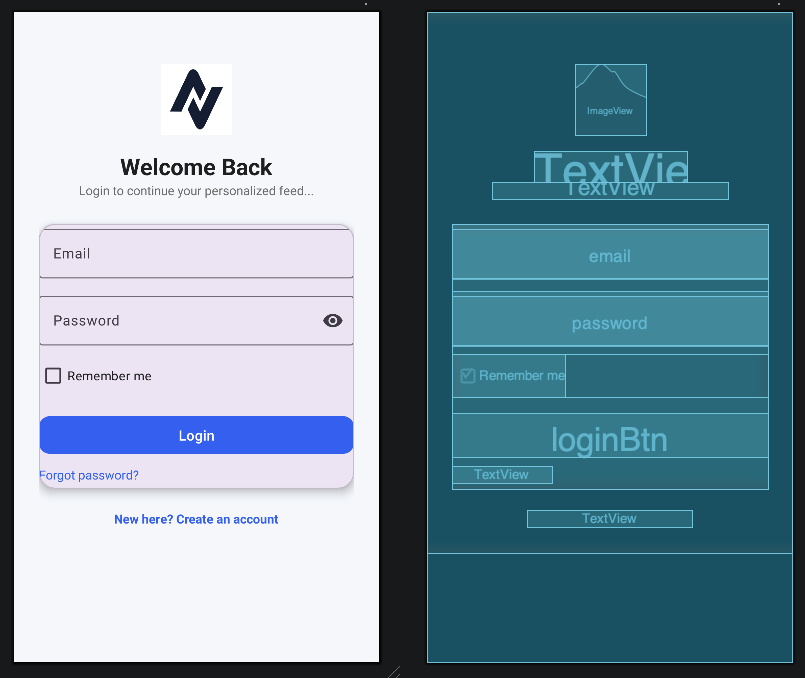 Welcome Back
Login to continue your personalized feed...
Email
Password
Remember me
Login
Forgot password?
New here? Create an account
ImageView
TextVie
TextView
email
password
Remember me
loginBtn
TextView
TextView